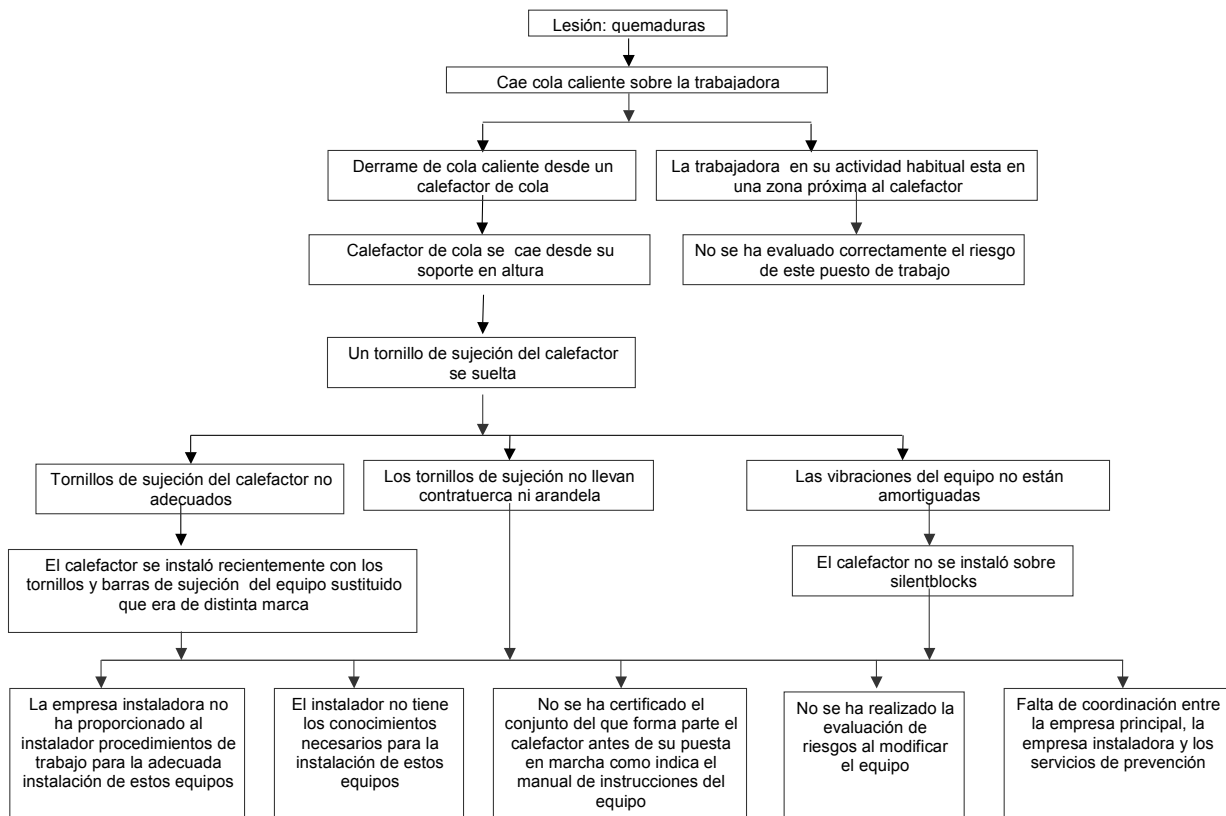 Lesión: quemaduras
Cae cola caliente sobre la trabajadora
Derrame de cola caliente desde un
calefactor de cola
La trabajadora en su actividad habitual esta en
una zona próxima al calefactor
Calefactor de cola se cae desde su
soporte en altura
No se ha evaluado correctamente el riesgo
de este puesto de trabajo
Un tornillo de sujeción del calefactor
se suelta
Tornillos de sujeción del calefactor no
adecuados
Los tornillos de sujeción no llevan
contratuerca ni arandela
Las vibraciones del equipo no están
amortiguadas
El calefactor se instaló recientemente con los
tornillos y barras de sujeción del equipo sustituido
que era de distinta marca
El calefactor no se instaló sobre
silentblocks
La empresa instaladora no
ha proporcionado al
instalador procedimientos de
trabajo para la adecuada
instalación de estos equipos
El instalador no tiene
los conocimientos
necesarios para la
instalación de estos
equipos
No se ha certificado el
conjunto del que forma parte el
calefactor antes de su puesta
en marcha como indica el
manual de instrucciones del
equipo
No se ha realizado la
evaluación de
riesgos al modificar
el equipo
Falta de coordinación entre
la empresa principal, la
empresa instaladora y los
servicios de prevención